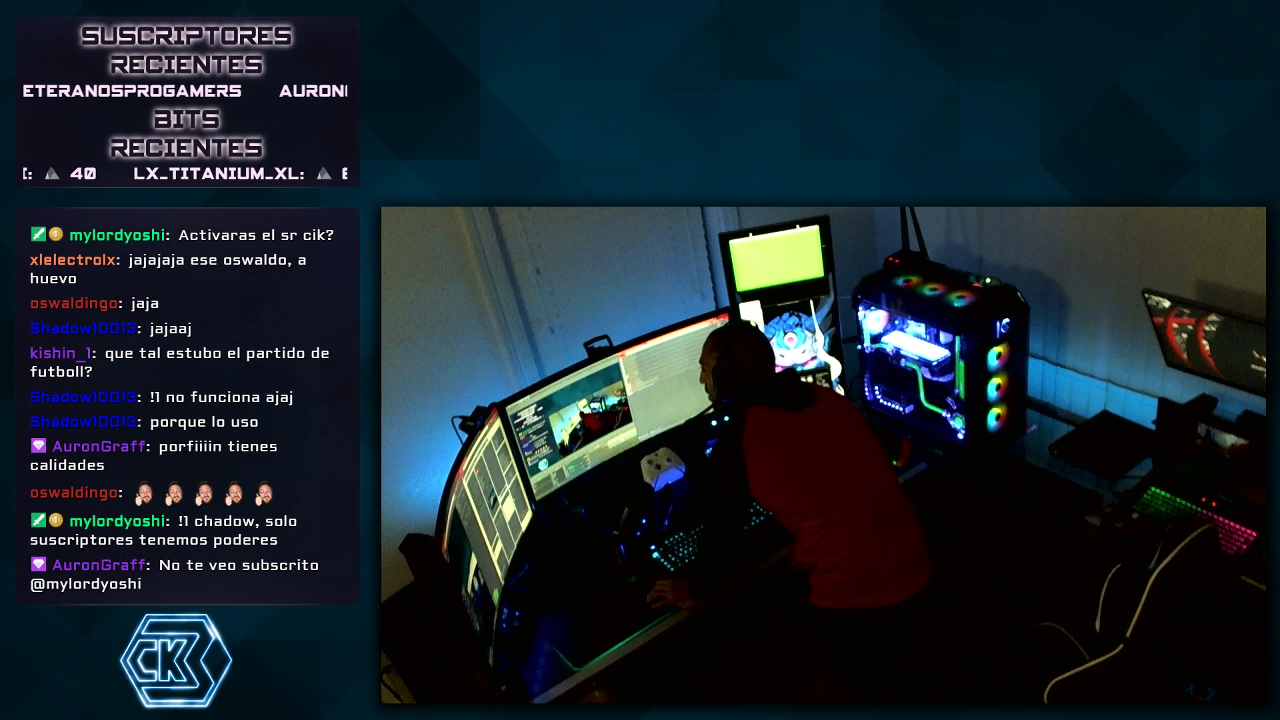 SUSCRIPTORES
RECIENTES
ETERANOSPROGAMERS AURON
BITS
RECIENTES
: 40 LX_TITANIUM_XL:
mylordyoshi: Activaras el sr cik?
xlelectrolx: jajajaja ese oswaldo, a
huevo
oswaldingo: jaja
Shadow10013: jajaaj
kishin_1: que tal estubo el partido de
futboll?
Shadow10013: !1 no funciona ajaj
Shadow10013: porque lo uso
AuronGraff: porfiiiin tienes
calidades
oswaldingo:
mylordyoshi: !1 chadow, solo
suscriptores tenemos poderes
AuronGraff: No te veo subscrito
@mylordyoshi
CK3